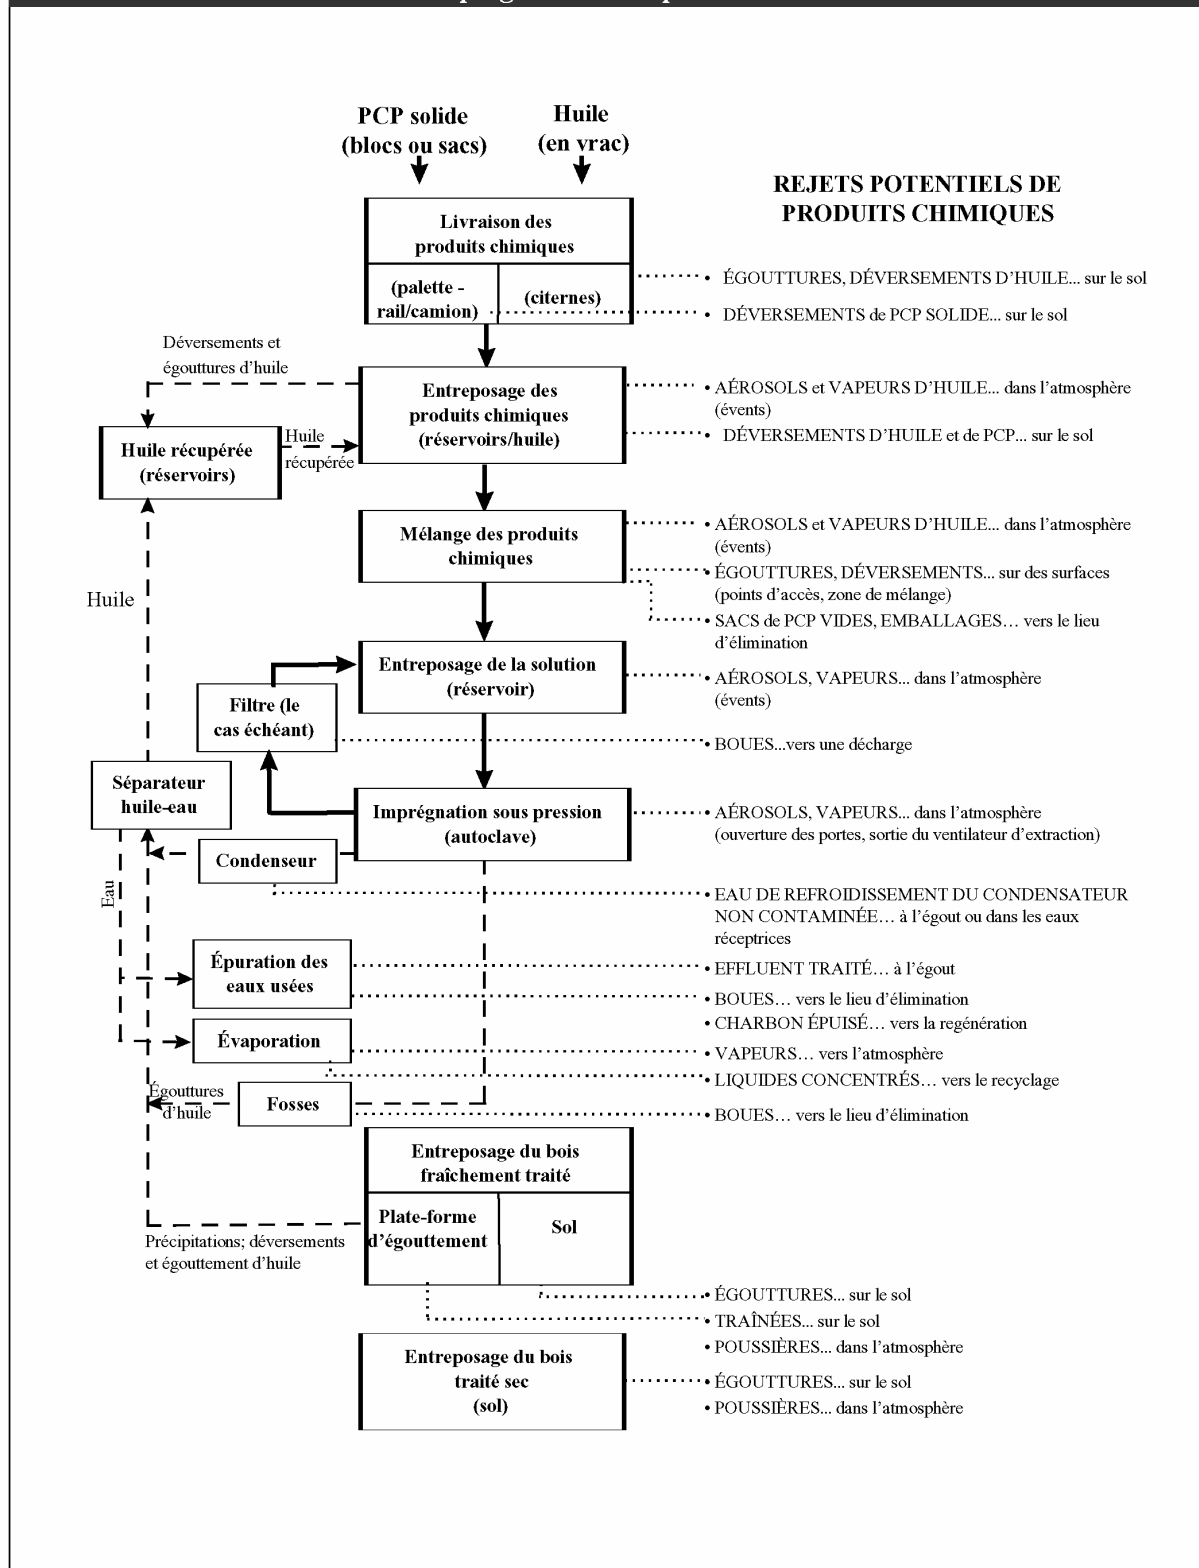 PCP solide
(blocs ou sacs)
Huile
(en vrac)
REJETS POTENTIELS DE
PRODUITS CHIMIQUES
Livraison des
produits chimiques
(palette -
rail/camion)
(citernes)
• ÉGOUTTURES, DÉVERSEMENTS D’HUILE... sur le sol
• DÉVERSEMENTS de PCP SOLIDE... sur le sol
Déversements et
égouttures d’huile
Entreposage des
produits chimiques
(réservoirs/huile)
• AÉROSOLS et VAPEURS D’HUILE... dans l’atmosphère
(évents)
• DÉVERSEMENTS D’HUILE et de PCP... sur le sol
Huile récupérée
(réservoirs)
Huile
récupérée
Mélange des produits
chimiques
• AÉROSOLS et VAPEURS D’HUILE... dans l’atmosphère
(évents)
• ÉGOUTTURES, DÉVERSEMENTS... sur des surfaces
(points d’accès, zone de mélange)
• SACS de PCP VIDES, EMBALLAGES… vers le lieu
d’élimination
Huile
Entreposage de la solution
(réservoir)
• AÉROSOLS, VAPEURS... dans l’atmosphère
(évents)
Filtre (le
cas échéant)
• BOUES...vers une décharge
Séparateur
huile-eau
Imprégnation sous pression
(autoclave)
• AÉROSOLS, VAPEURS... dans l’atmosphère
(ouverture des portes, sortie du ventilateur d’extraction)
Condenseur
Eau
• EAU DE REFROIDISSEMENT DU CONDENSATEUR
NON CONTAMINÉE… à l’égout ou dans les eaux
réceptrices
Épuration des
eaux usées
• EFFLUENT TRAITÉ… à l’égout
• BOUES… vers le lieu d’élimination
• CHARBON ÉPUISÉ… vers la regénération
Évaporation
• VAPEURS… vers l’atmosphère
• LIQUIDES CONCENTRÉS… vers le recyclage
Égouttures
d’huile
Fosses
• BOUES… vers le lieu d’élimination
Entreposage du bois
fraîchement traité
Plate-forme
d’égouttement
Sol
Précipitations; déversements
et égouttement d’huile
• ÉGOUTTURES... sur le sol
• TRAÎNÉES... sur le sol
• POUSSIÈRES... dans l’atmosphère
Entreposage du bois
traité sec
(sol)
• ÉGOUTTURES... sur le sol
• POUSSIÈRES... dans l’atmosphère